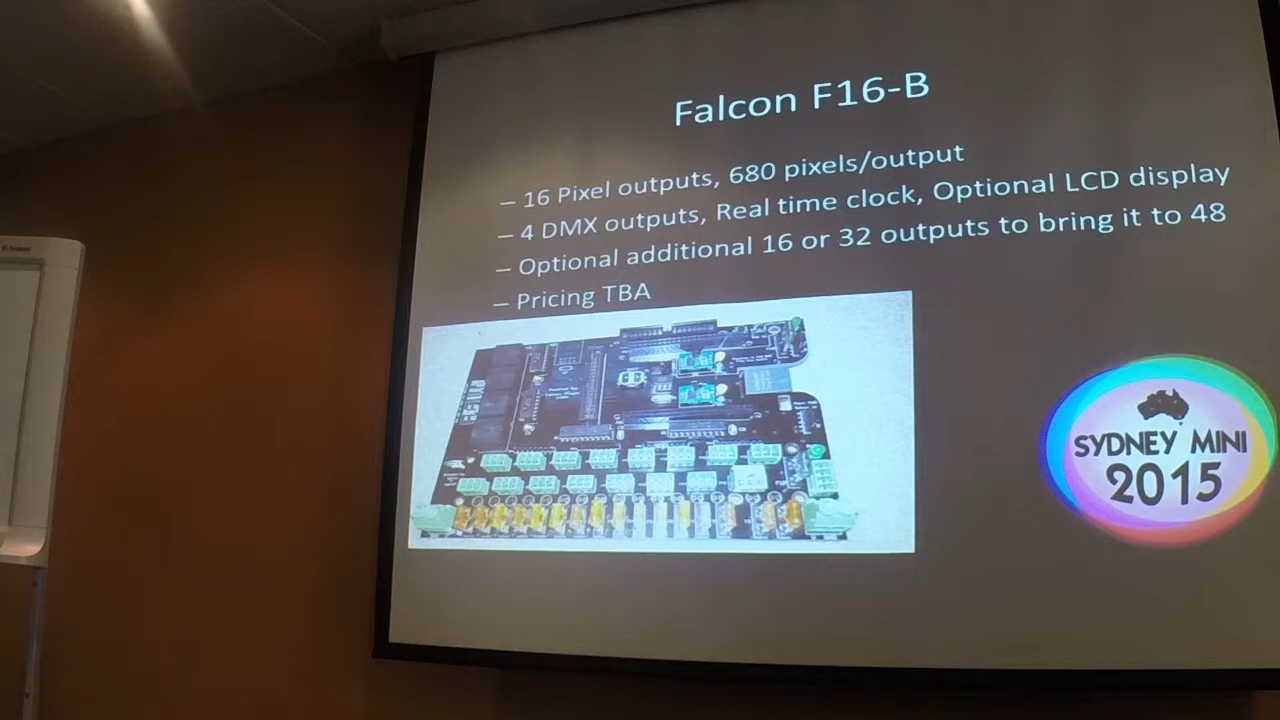 Falcon F16-B
– 16 Pixel outputs, 680 pixels/output
– 4 DMX outputs, Real time clock, Optional LCD display
– Optional additional 16 or 32 outputs to bring it to 48
– Pricing TBA
SYDNEY MINI
2015